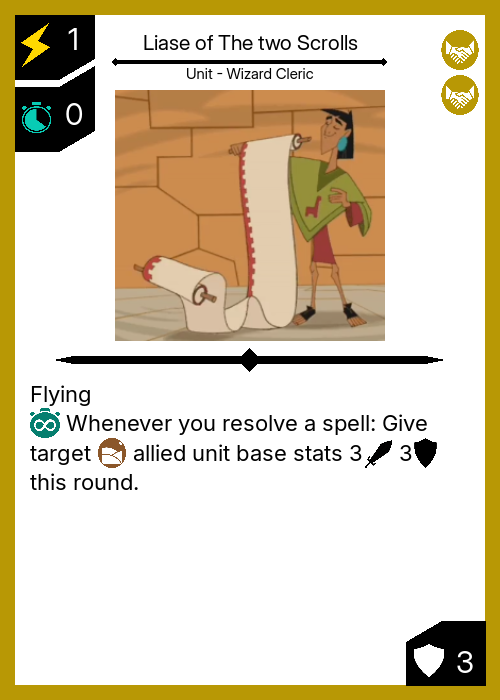 1
Liase of The two Scrolls
Unit - Wizard Cleric
0
Flying
Whenever you resolve a spell: Give
target allied unit base stats 3 3
this round.
3